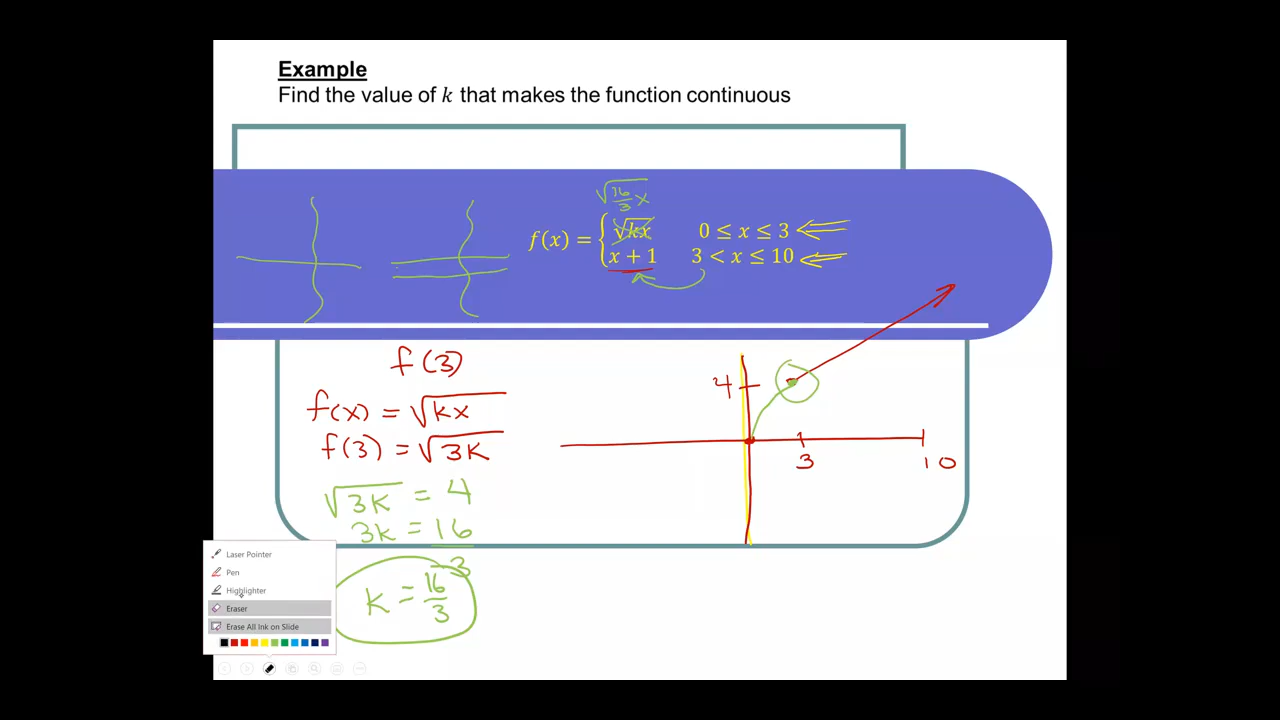 Example
Find the value of k that makes the function continuous
√16/3 x
f(x) = { √kx 0 ≤ x ≤ 3
x + 1 3 < x ≤ 10
f(3)
f(x) = √kx
f(3) = √3k
√3k = 4
3k = 16
3
k = 16/3
4
3
10
Laser Pointer
Pen
Highlighter
Eraser
Erase All Ink on Slide